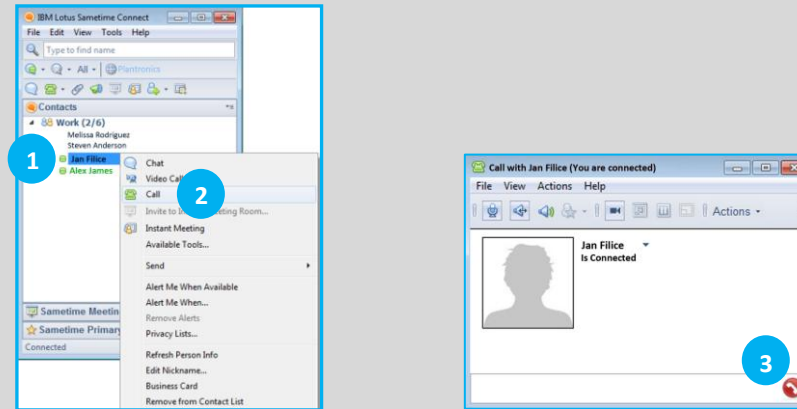 IBM Lotus Sametime Connect
File Edit View Tools Help
Type to find name
All
Plantronics
Contacts
Work (2/6)
Melissa Rodriguez
Steven Anderson
1
Jan Filice
Alex James
Chat
Video Call
2
Call
Invite to Meeting Room...
Instant Meeting
Available Tools...
Send
Alert Me When Available
Alert Me When...
Remove Alerts
Privacy Lists...
Refresh Person Info
Edit Nickname...
Business Card
Remove from Contact List
Sametime Meetin
Sametime Primary
Connected
Call with Jan Filice (You are connected)
File View Actions Help
Actions
Jan Filice
Is Connected
3